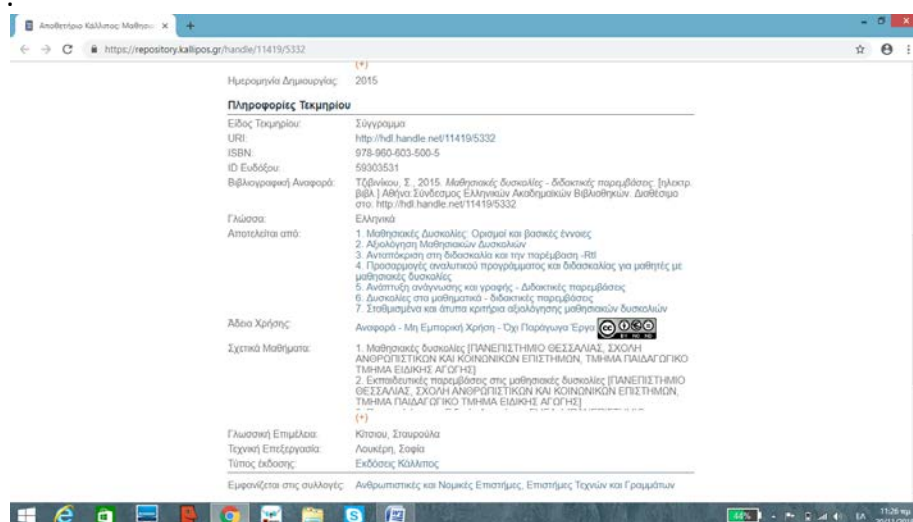 Αποθετήριο Κάλλιπος: Μαθησι
https://repository.kallipos.gr/handle/11419/5332
(+)
Ημερομηνία Δημιουργίας: 2015
Πληροφορίες Τεκμηρίου
Είδος Τεκμηρίου: Σύγγραμμα
URI: http://hdl.handle.net/11419/5332
ISBN: 978-960-603-500-5
ID Ευδόξου: 59303531
Βιβλιογραφική Αναφορά: Τζιβινίκου, Σ., 2015. Μαθησιακές δυσκολίες - διδακτικές παρεμβάσεις. [ηλεκτρ.
βιβλ.] Αθήνα:Σύνδεσμος Ελληνικών Ακαδημαϊκών Βιβλιοθηκών. Διαθέσιμο
στο: http://hdl.handle.net/11419/5332
Γλώσσα: Ελληνικά
Αποτελείται από: 1. Μαθησιακές Δυσκολίες: Ορισμοί και βασικές έννοιες
2. Αξιολόγηση Μαθησιακών Δυσκολιών
3. Ανταπόκριση στη διδασκαλία και την παρέμβαση -RtI
4. Προσαρμογές αναλυτικού προγράμματος και διδασκαλίας για μαθητές με
μαθησιακές δυσκολίες
5. Ανάπτυξη ανάγνωσης και γραφής - Διδακτικές παρεμβάσεις
6. Δυσκολίες στα μαθηματικά - διδακτικές παρεμβάσεις
7. Σταθμισμένα και άτυπα κριτήρια αξιολόγησης μαθησιακών δυσκολιών
Άδεια Χρήσης: Αναφορά - Μη Εμπορική Χρήση - Όχι Παράγωγα Έργα cc BY NC ND
Σχετικά Μαθήματα: 1. Μαθησιακές δυσκολίες [ΠΑΝΕΠΙΣΤΗΜΙΟ ΘΕΣΣΑΛΙΑΣ, ΣΧΟΛΗ
ΑΝΘΡΩΠΙΣΤΙΚΩΝ ΚΑΙ ΚΟΙΝΩΝΙΚΩΝ ΕΠΙΣΤΗΜΩΝ, ΤΜΗΜΑ ΠΑΙΔΑΓΩΓΙΚΟ
ΤΜΗΜΑ ΕΙΔΙΚΗΣ ΑΓΩΓΗΣ]
2. Εκπαιδευτικές παρεμβάσεις στις μαθησιακές δυσκολίες [ΠΑΝΕΠΙΣΤΗΜΙΟ
ΘΕΣΣΑΛΙΑΣ, ΣΧΟΛΗ ΑΝΘΡΩΠΙΣΤΙΚΩΝ ΚΑΙ ΚΟΙΝΩΝΙΚΩΝ ΕΠΙΣΤΗΜΩΝ,
ΤΜΗΜΑ ΠΑΙΔΑΓΩΓΙΚΟ ΤΜΗΜΑ ΕΙΔΙΚΗΣ ΑΓΩΓΗΣ]
(+)
Γλωσσική Επιμέλεια: Κίτσιου, Σταυρούλα
Τεχνική Επεξεργασία: Λουκέρη, Σοφία
Τύπος έκδοσης: Εκδόσεις Κάλλιπος
Εμφανίζεται στις συλλογές: Ανθρωπιστικές και Νομικές Επιστήμες, Επιστήμες Τεχνών και Γραμμάτων
44% ΕΛ 11:26 πμ